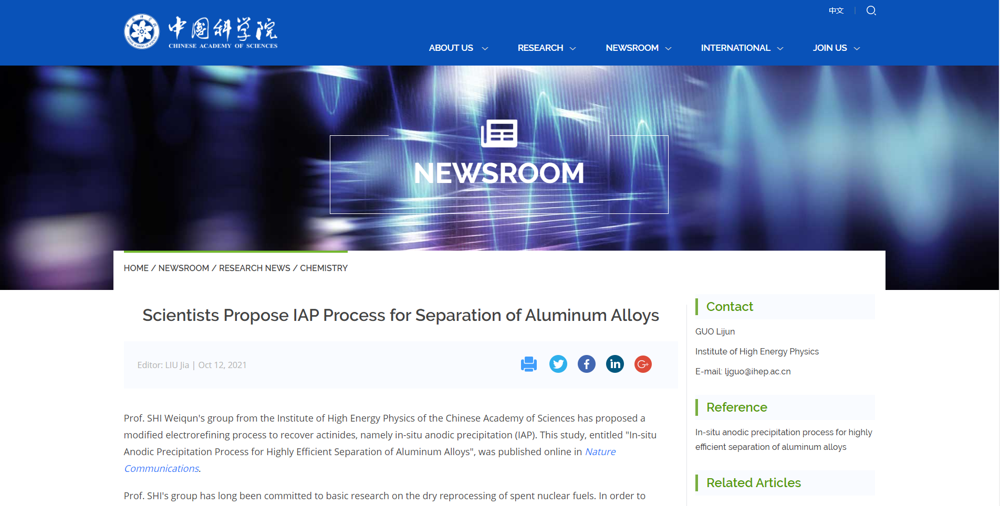 中文
中国科学院
CHINESE ACADEMY OF SCIENCES
ABOUT US
RESEARCH
NEWSROOM
INTERNATIONAL
JOIN US
NEWSROOM
HOME / NEWSROOM / RESEARCH NEWS / CHEMISTRY
Scientists Propose IAP Process for Separation of Aluminum Alloys
Editor: LIU Jia | Oct 12, 2021
Prof. SHI Weiqun's group from the Institute of High Energy Physics of the Chinese Academy of Sciences has proposed a
modified electrorefining process to recover actinides, namely in-situ anodic precipitation (IAP). This study, entitled "In-situ
Anodic Precipitation Process for Highly Efficient Separation of Aluminum Alloys", was published online in Nature
Communications.
Prof. SHI's group has long been committed to basic research on the dry reprocessing of spent nuclear fuels. In order to
Contact
GUO Lijun
Institute of High Energy Physics
E-mail: ljguo@ihep.ac.cn
Reference
In-situ anodic precipitation process for highly
efficient separation of aluminum alloys
Related Articles